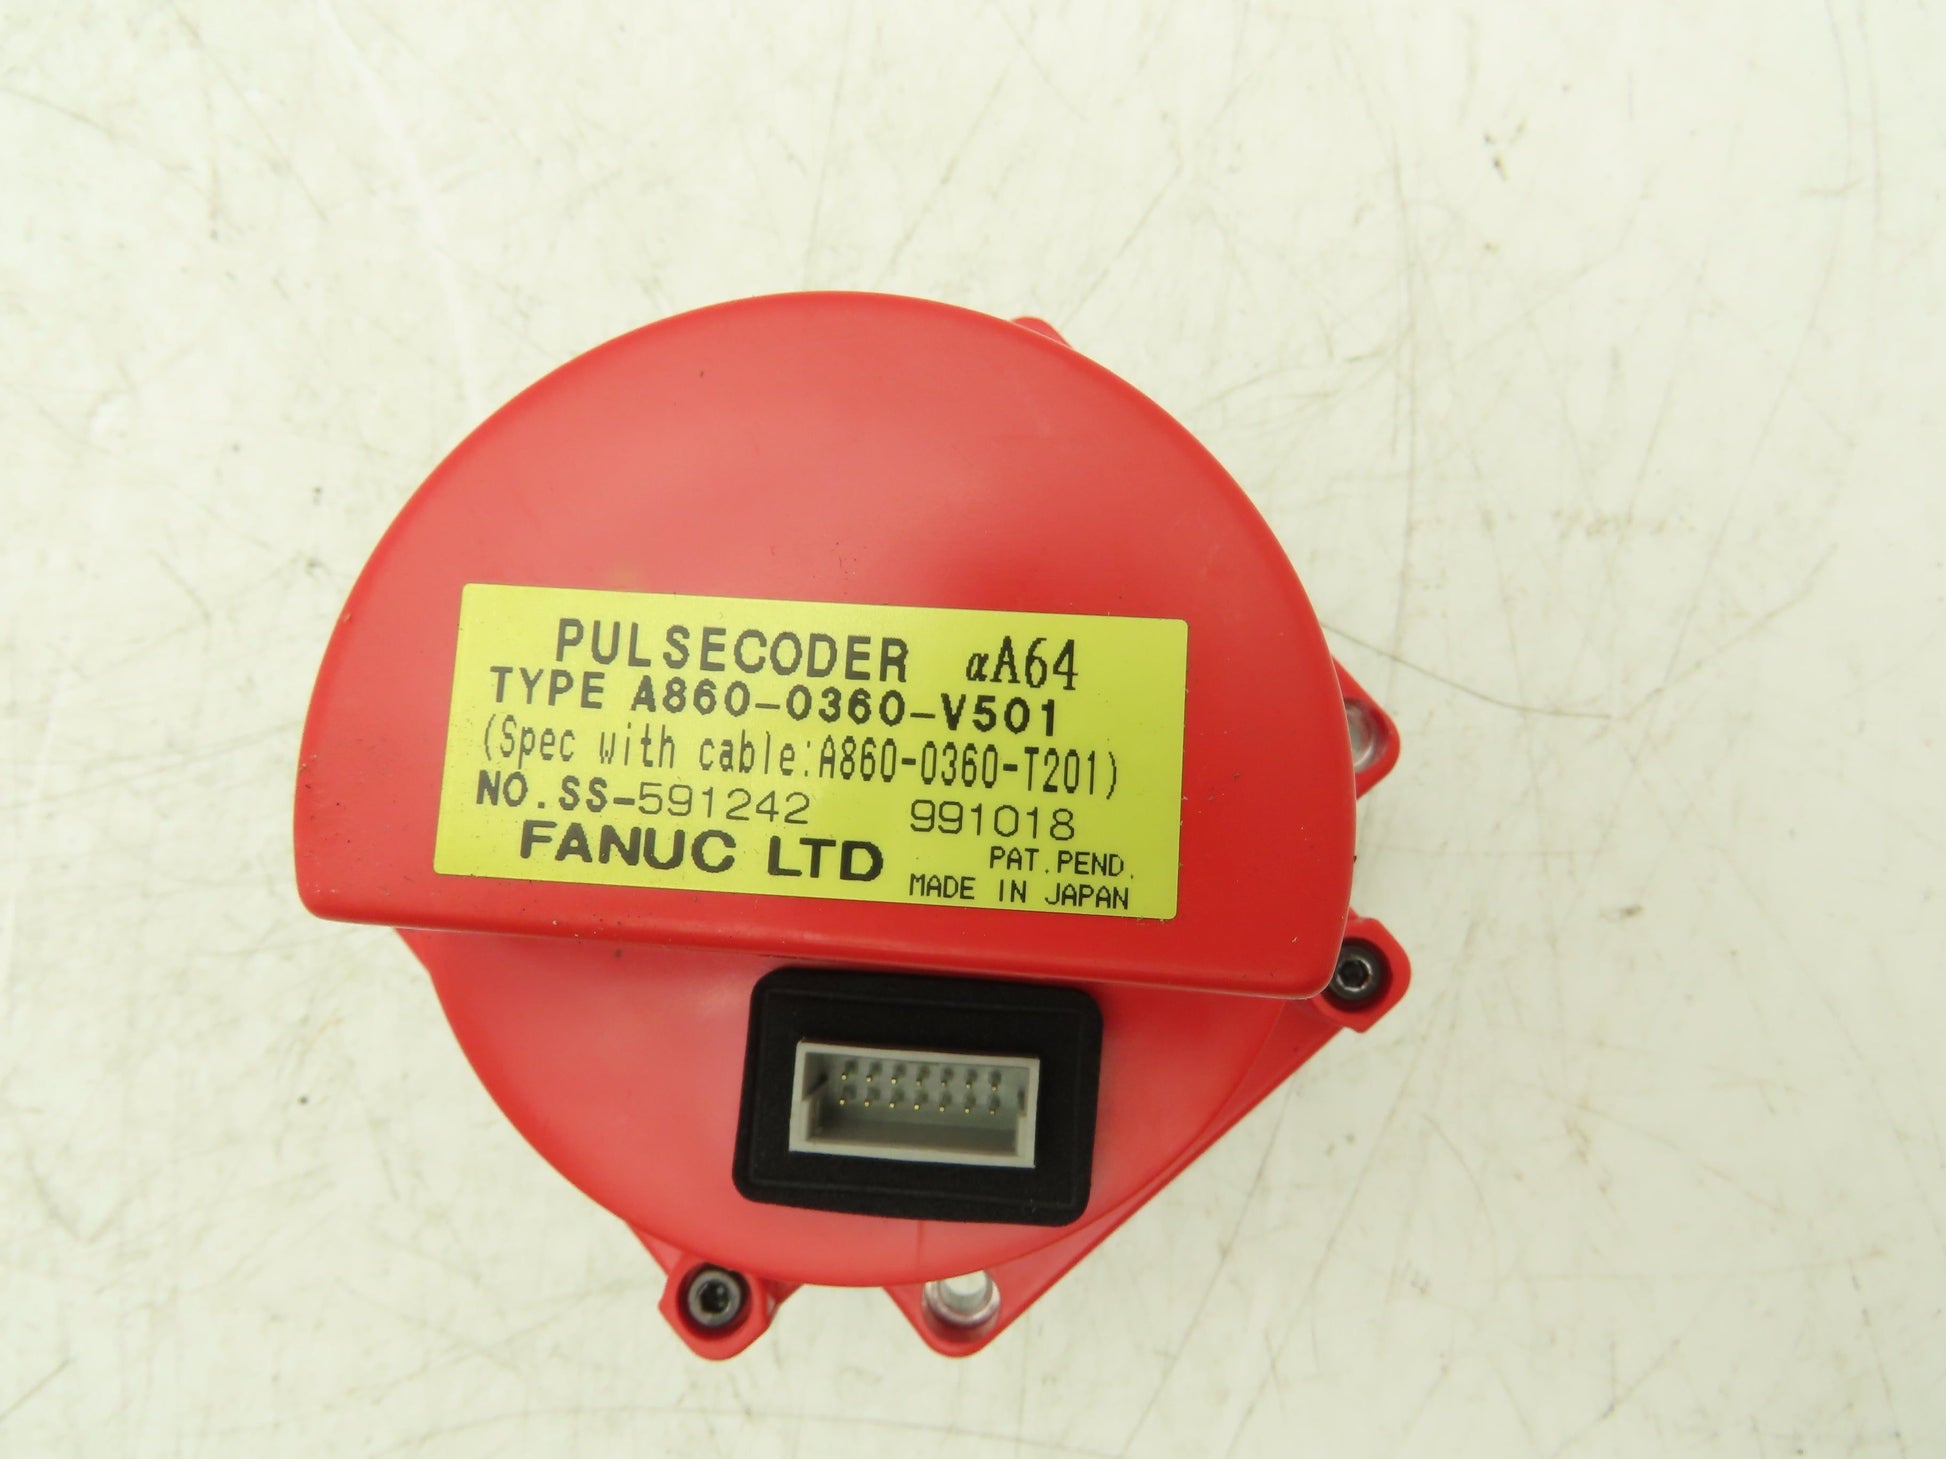 PULSECODER αA64
TYPE A860-0360-V501
(Spec with cable:A860-0360-T201)
NO.SS-591242 991018
FANUC LTD PAT.PEND.
MADE IN JAPAN